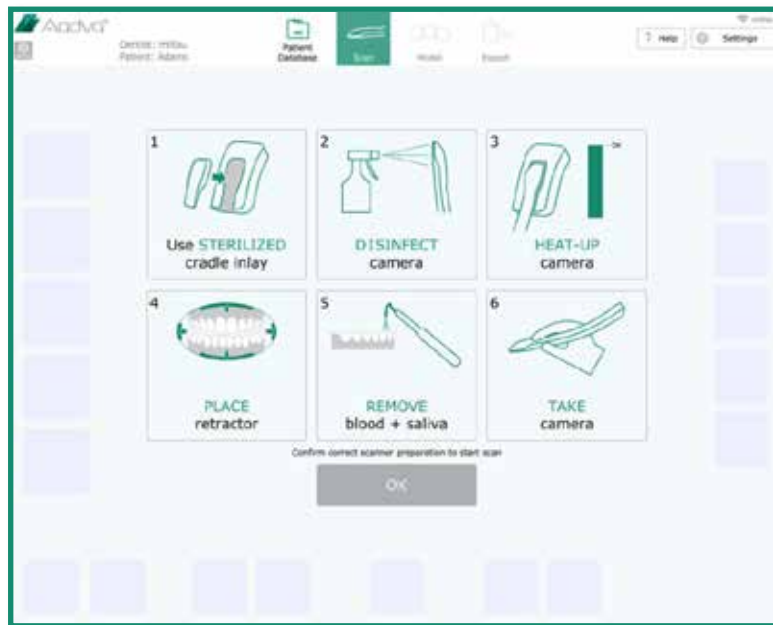 Aadva
Dentist: mitsu
Patient: Adams
Patient
Database
Scan
Model
Export
? Help
Settings
1
Use STERILIZED
cradle inlay
2
DISINFECT
camera
3
OK
HEAT-UP
camera
4
PLACE
retractor
5
REMOVE
blood + saliva
6
TAKE
camera
Confirm correct scanner preparation to start scan
OK